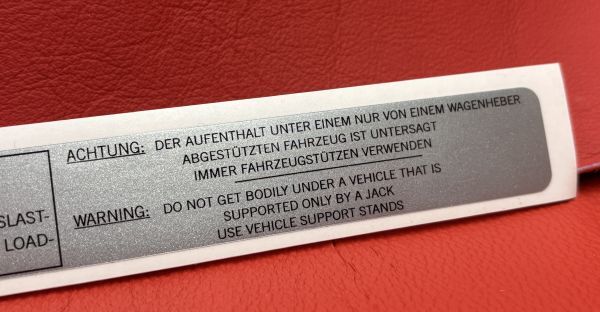 ACHTUNG: DER AUFENTHALT UNTER EINEM NUR VON EINEM WAGENHEBER
ABGESTÜTZTEN FAHRZEUG IST UNTERSAGT
IMMER FAHRZEUGSTÜTZEN VERWENDEN
WARNING: DO NOT GET BODILY UNDER A VEHICLE THAT IS
SUPPORTED ONLY BY A JACK
USE VEHICLE SUPPORT STANDS
SLAST-
LOAD-